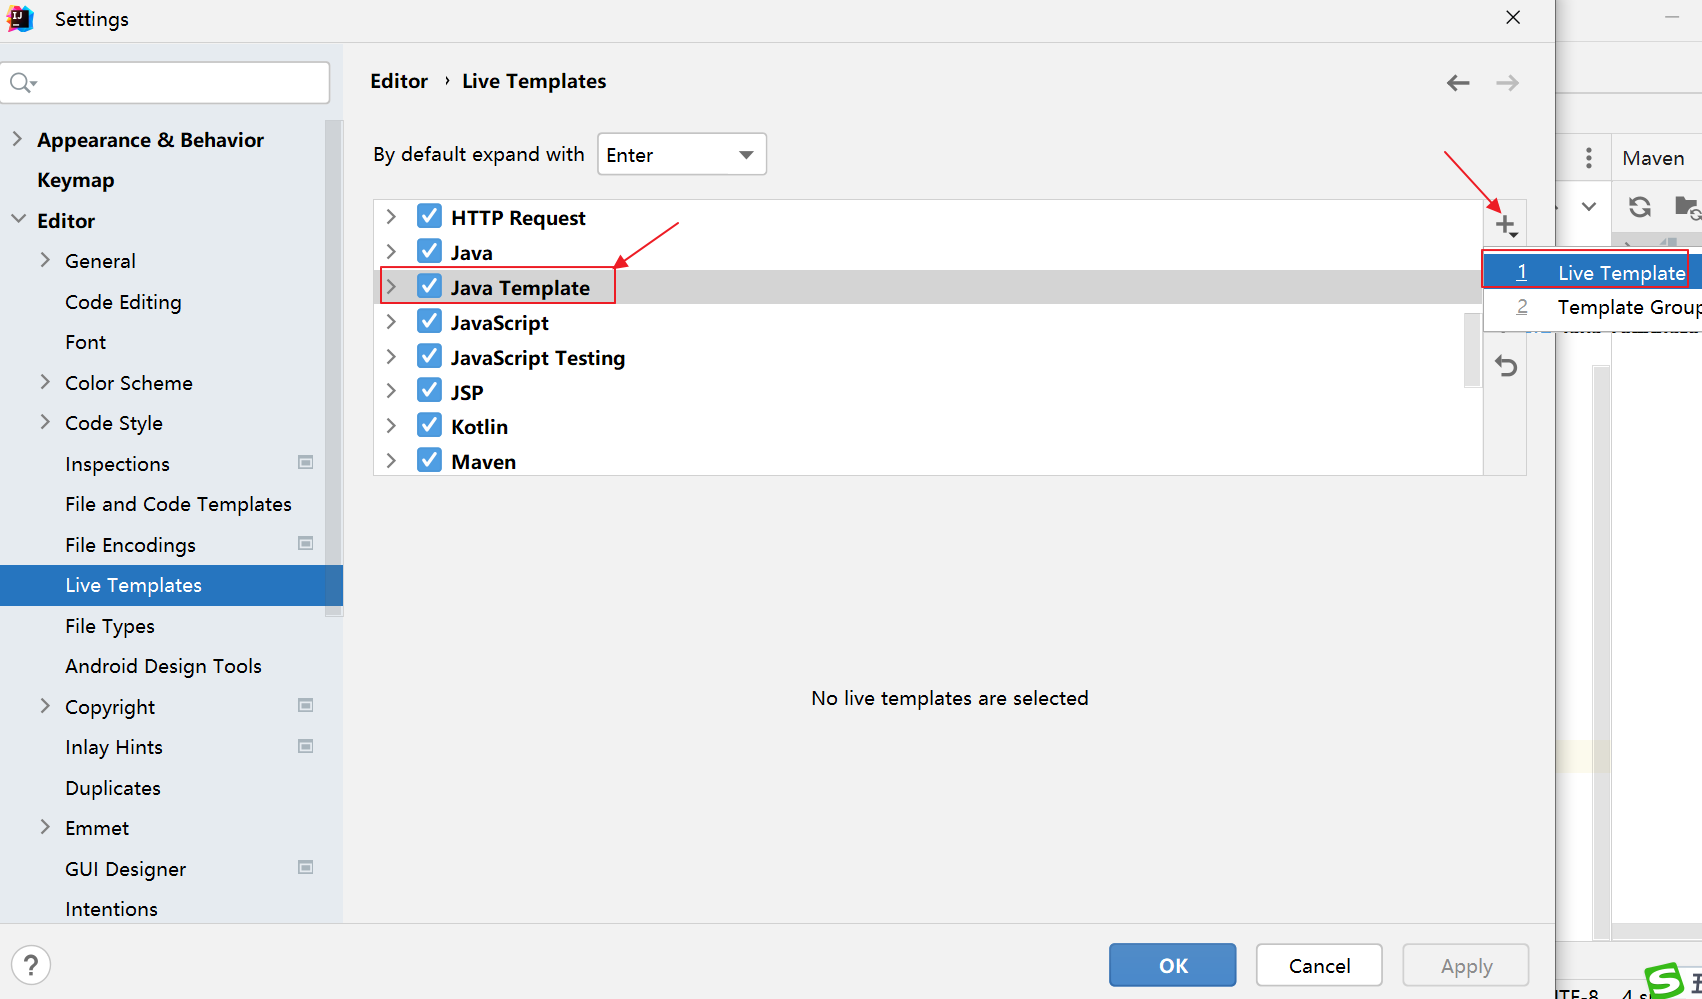 Settings
Editor › Live Templates
Appearance & Behavior
Keymap
Editor
General
Code Editing
Font
Color Scheme
Code Style
Inspections
File and Code Templates
File Encodings
Live Templates
File Types
Android Design Tools
Copyright
Inlay Hints
Duplicates
Emmet
GUI Designer
Intentions
By default expand with Enter
HTTP Request
Java
Java Template
JavaScript
JavaScript Testing
JSP
Kotlin
Maven
1 Live Template
2 Template Group
No live templates are selected
? OK Cancel Apply
Maven